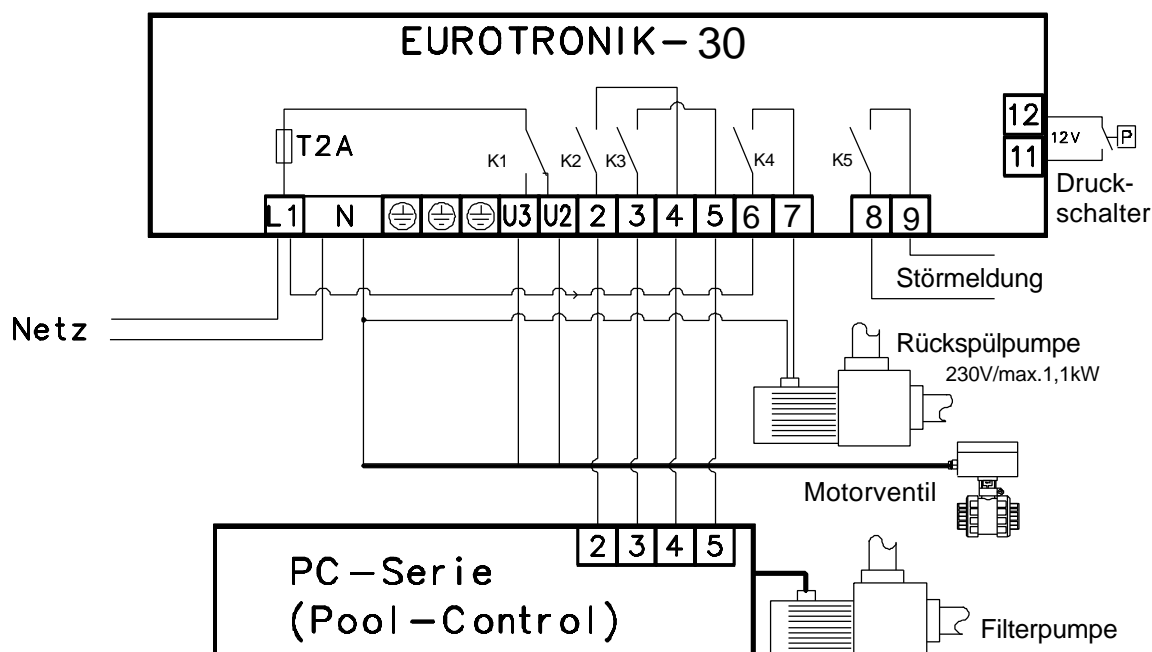 EUROTRONIK-30
T2A
K1
K2
K3
K4
K5
12
11
12V
P
Druck-
schalter
L1 N U3 U2 2 3 4 5 6 7 8 9
Störmeldung
Netz
Rückspülpumpe
230V/max.1,1kW
Motorventil
2 3 4 5
PC-Serie
(Pool-Control)
Filterpumpe